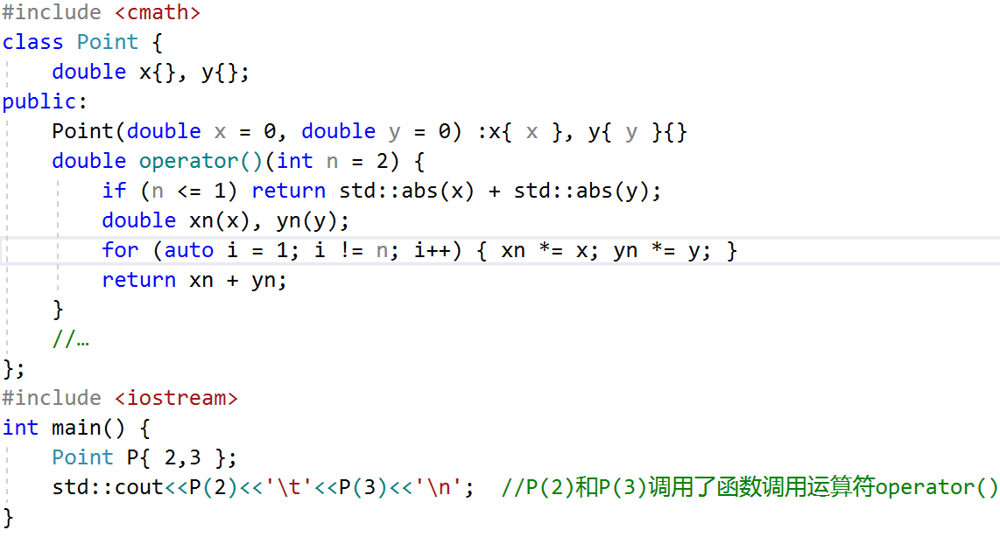 #include <cmath>
class Point {
    double x{}, y{};
public:
    Point(double x = 0, double y = 0) :x{ x }, y{ y }{}
    double operator()(int n = 2) {
        if (n <= 1) return std::abs(x) + std::abs(y);
        double xn(x), yn(y);
        for (auto i = 1; i != n; i++) { xn *= x; yn *= y; }
        return xn + yn;
    }
    //…
};
#include <iostream>
int main() {
    Point P{ 2,3 };
    std::cout<<P(2)<<'\t'<<P(3)<<'\n';  //P(2)和P(3)调用了函数调用运算符operator()
}